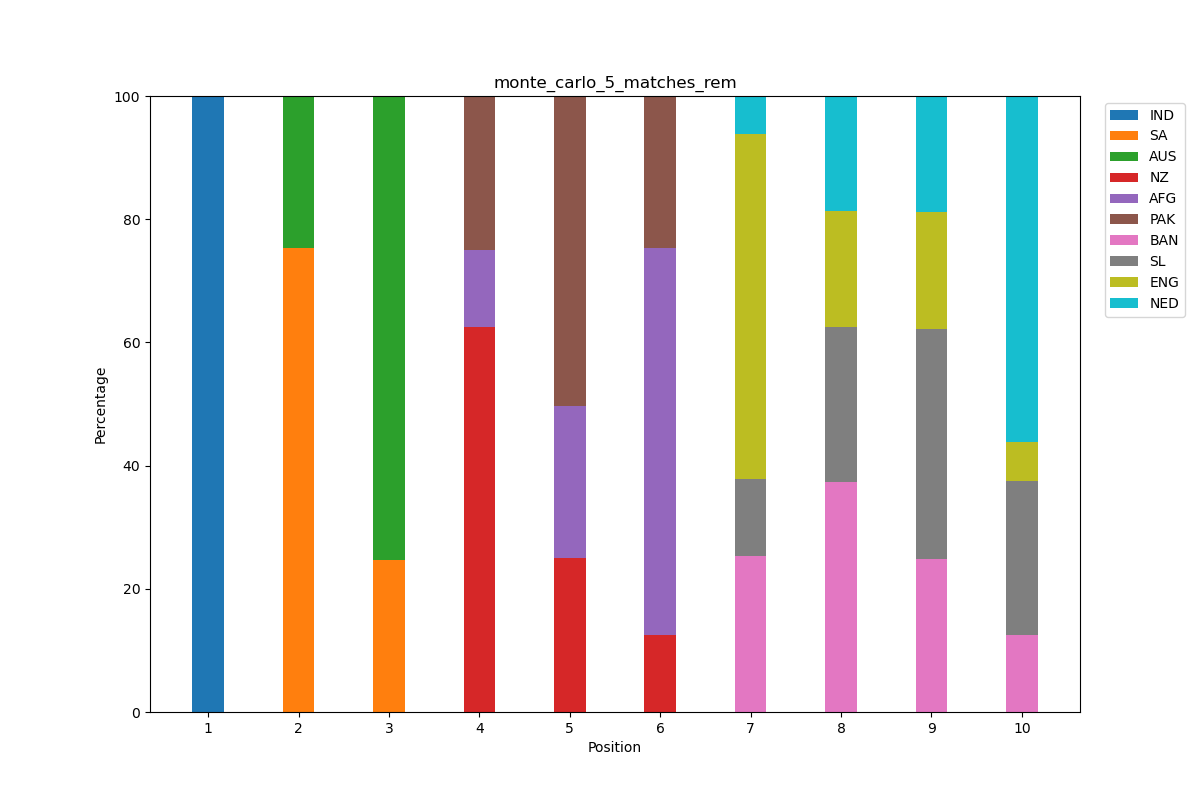 monte_carlo_5_matches_rem
100
80
60
40
20
0
Percentage
1 2 3 4 5 6 7 8 9 10
Position
IND
SA
AUS
NZ
AFG
PAK
BAN
SL
ENG
NED